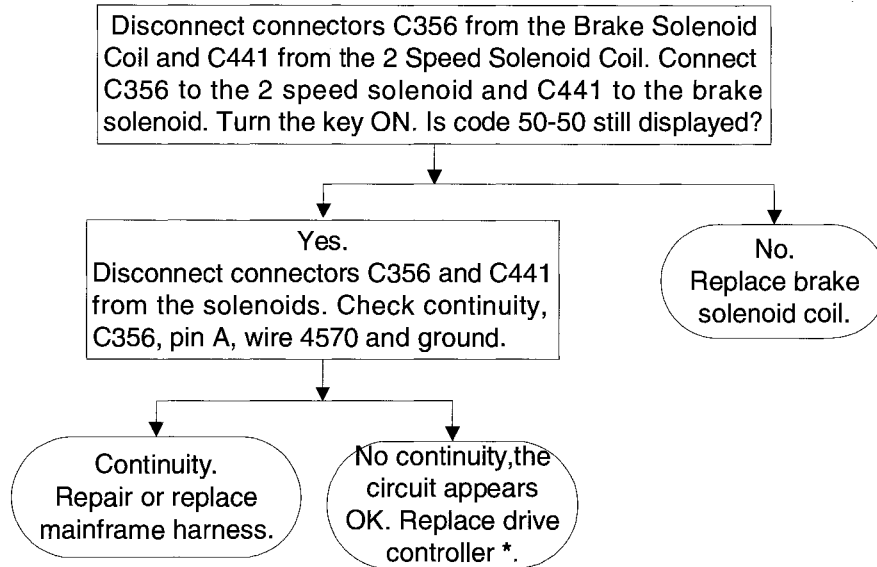 Disconnect connectors C356 from the Brake Solenoid
Coil and C441 from the 2 Speed Solenoid Coil. Connect
C356 to the 2 speed solenoid and C441 to the brake
solenoid. Turn the key ON. Is code 50-50 still displayed?
Yes.
Disconnect connectors C356 and C441
from the solenoids. Check continuity,
C356, pin A, wire 4570 and ground.
No.
Replace brake
solenoid coil.
Continuity.
Repair or replace
mainframe harness.
No continuity,the
circuit appears
OK. Replace drive
controller *.